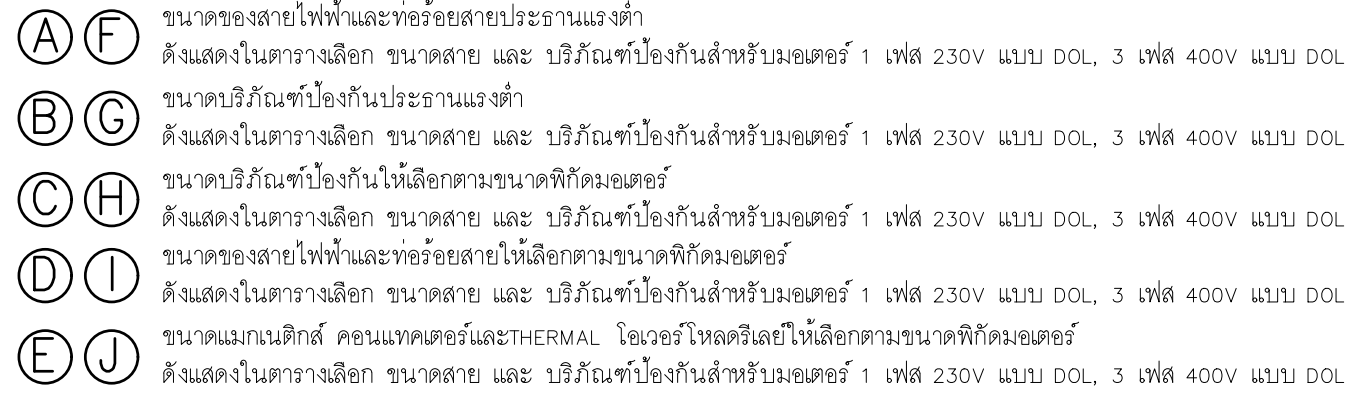 A F ขนาดของสายไฟฟ้าและท่อร้อยสายประธานแรงต่ำ
ดังแสดงในตารางเลือก ขนาดสาย และ บริภัณฑ์ป้องกันสำหรับมอเตอร์ 1 เฟส 230V แบบ DOL, 3 เฟส 400V แบบ DOL
B G ขนาดบริภัณฑ์ป้องกันประธานแรงต่ำ
ดังแสดงในตารางเลือก ขนาดสาย และ บริภัณฑ์ป้องกันสำหรับมอเตอร์ 1 เฟส 230V แบบ DOL, 3 เฟส 400V แบบ DOL
C H ขนาดบริภัณฑ์ป้องกันให้เลือกตามขนาดพิกัดมอเตอร์
ดังแสดงในตารางเลือก ขนาดสาย และ บริภัณฑ์ป้องกันสำหรับมอเตอร์ 1 เฟส 230V แบบ DOL, 3 เฟส 400V แบบ DOL
D I ขนาดของสายไฟฟ้าและท่อร้อยสายให้เลือกตามขนาดพิกัดมอเตอร์
ดังแสดงในตารางเลือก ขนาดสาย และ บริภัณฑ์ป้องกันสำหรับมอเตอร์ 1 เฟส 230V แบบ DOL, 3 เฟส 400V แบบ DOL
E J ขนาดแมกเนติกส์ คอนแทคเตอร์และTHERMAL โอเวอร์โหลดรีเลย์ให้เลือกตามขนาดพิกัดมอเตอร์
ดังแสดงในตารางเลือก ขนาดสาย และ บริภัณฑ์ป้องกันสำหรับมอเตอร์ 1 เฟส 230V แบบ DOL, 3 เฟส 400V แบบ DOL